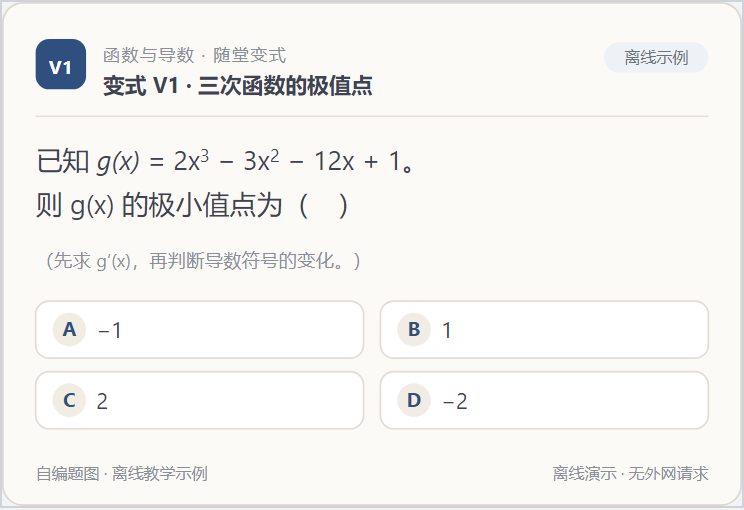 V1
函数与导数 · 随堂变式
变式 V1 · 三次函数的极值点
离线示例
已知 g(x) = 2x³ − 3x² − 12x + 1。
则 g(x) 的极小值点为（　）
（先求 g′(x)，再判断导数符号的变化。）
A −1
B 1
C 2
D −2
自编题图 · 离线教学示例
离线演示 · 无外网请求